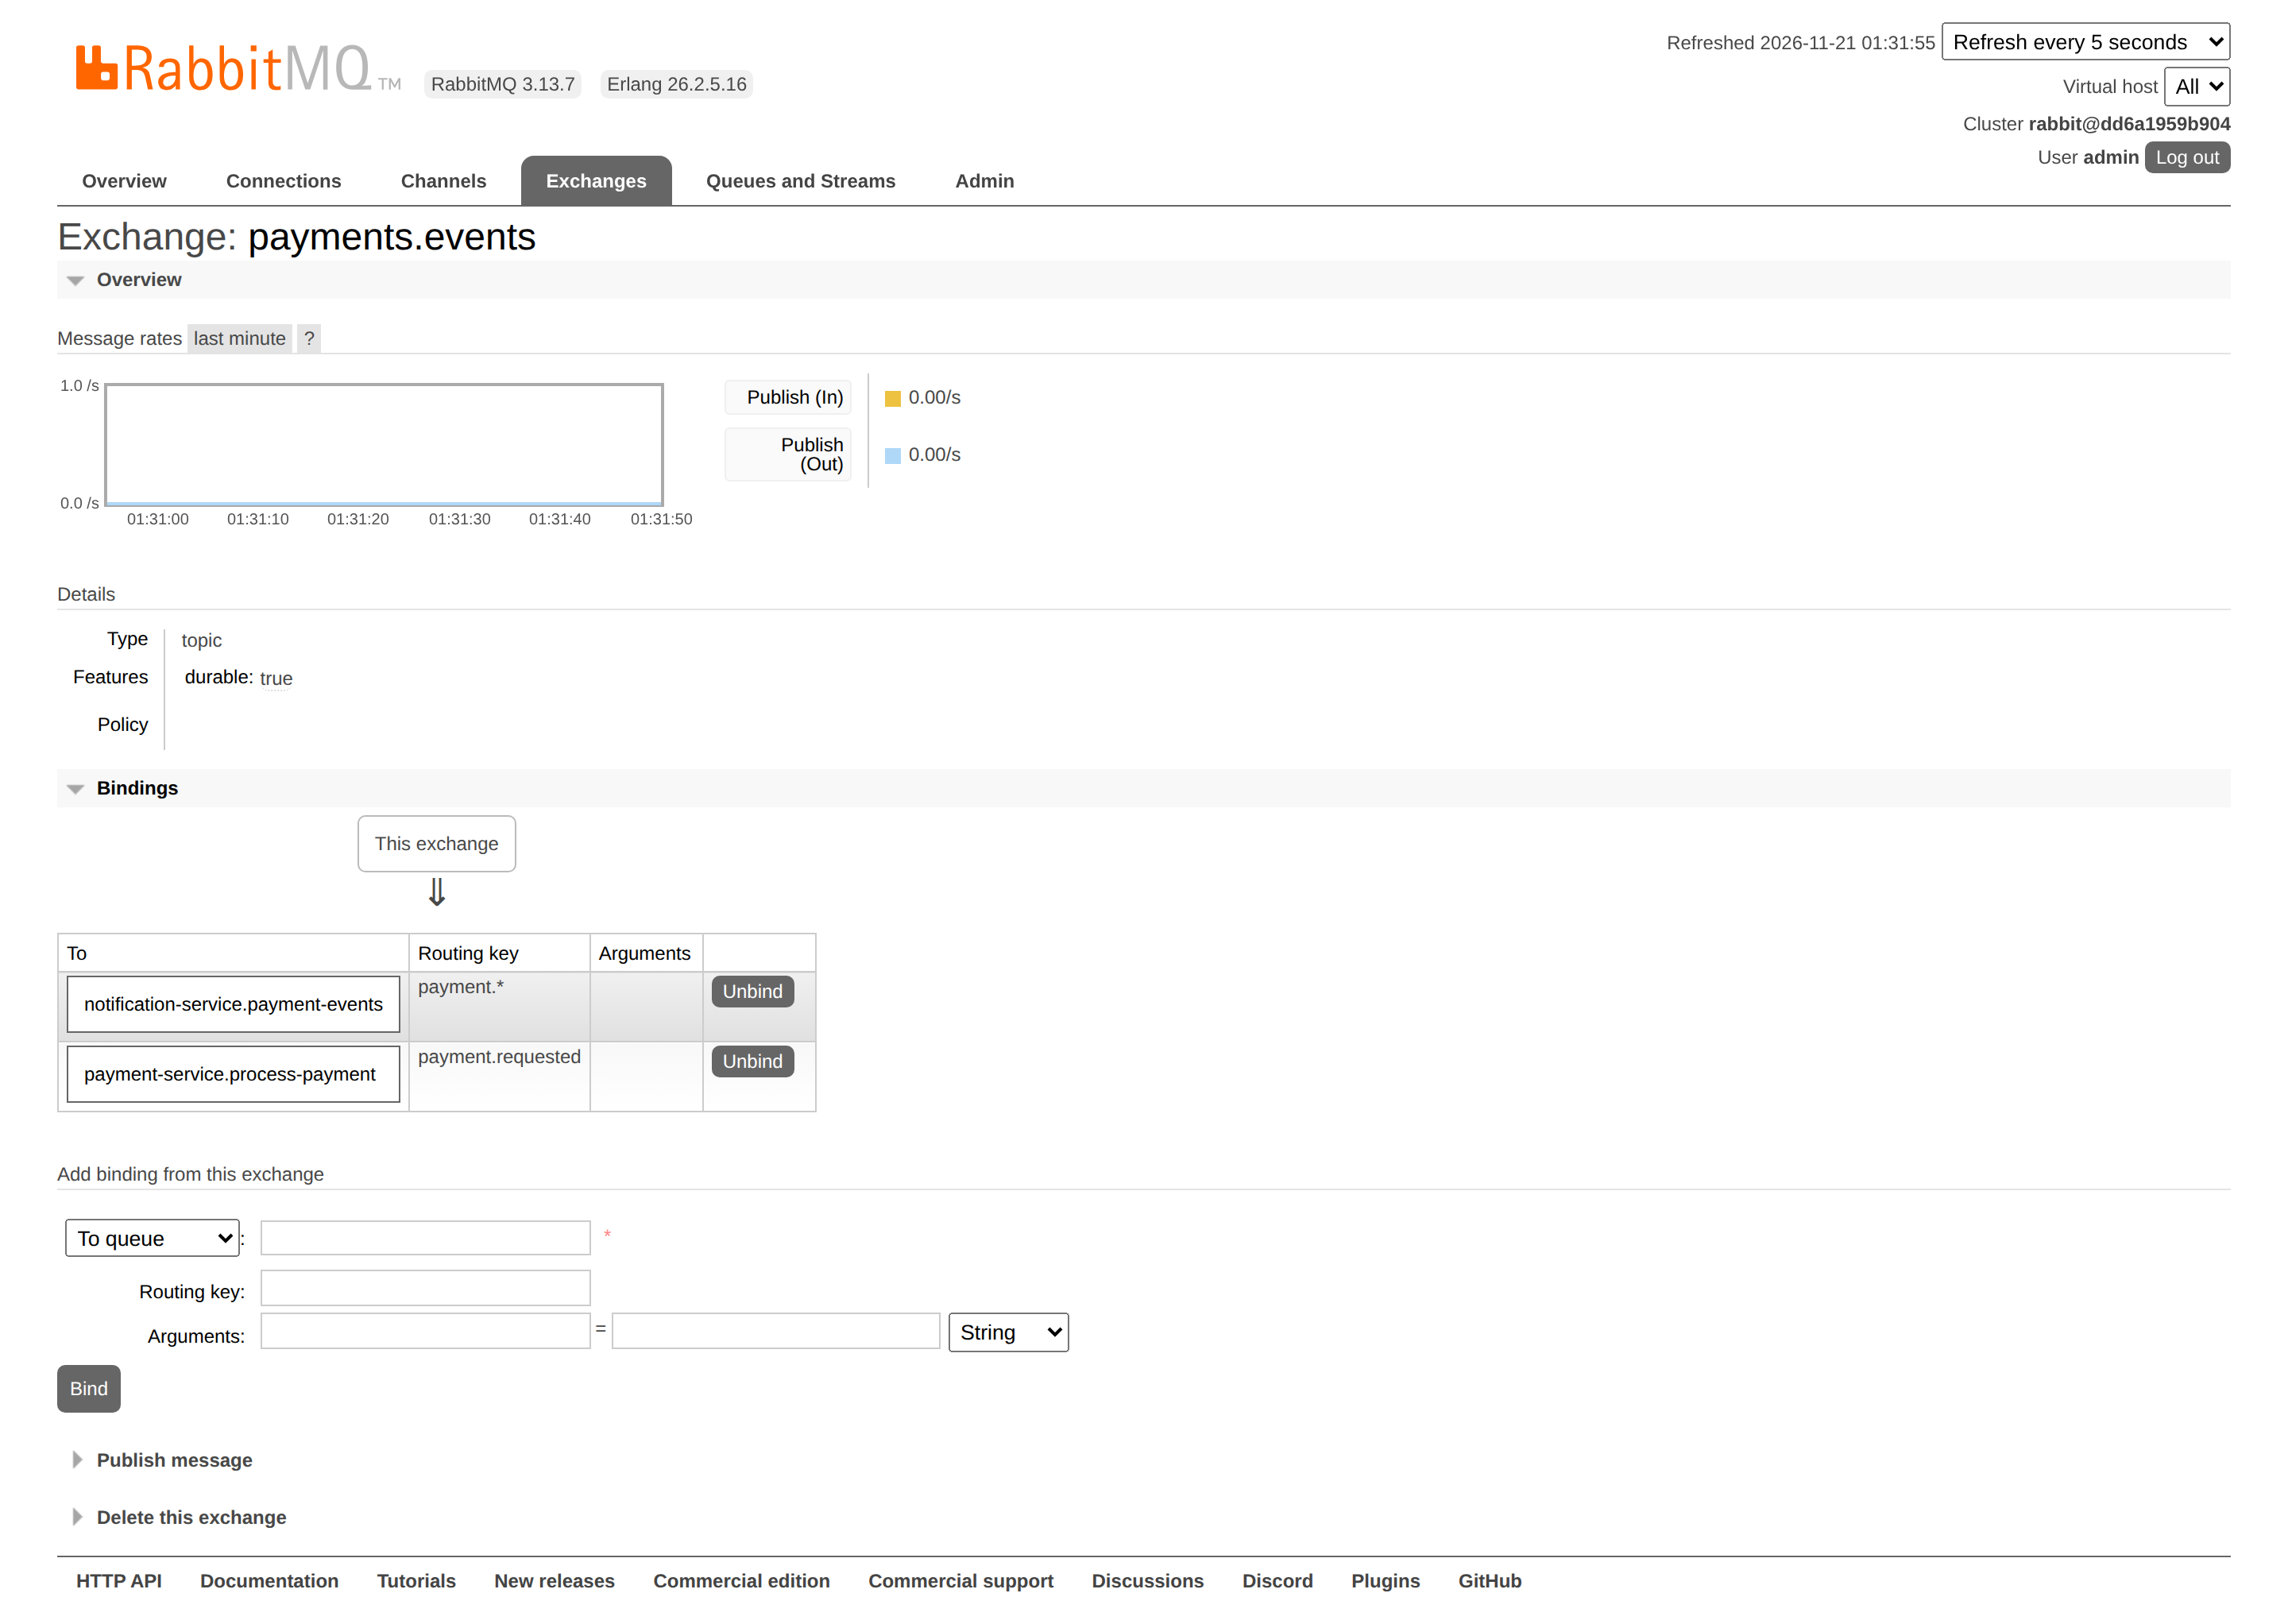 RabbitMQ TM
RabbitMQ 3.13.7
Erlang 26.2.5.16
Refreshed 2026-11-21 01:31:55
Refresh every 5 seconds
Virtual host
All
Cluster rabbit@dd6a1959b904
User admin
Log out
Overview
Connections
Channels
Exchanges
Queues and Streams
Admin
Exchange: payments.events
Overview
Message rates last minute ?
1.0 /s
0.0 /s
01:31:00 01:31:10 01:31:20 01:31:30 01:31:40 01:31:50
Publish (In)
0.00/s
Publish
(Out)
0.00/s
Details
Type
topic
Features
durable: true
Policy
Bindings
This exchange
⇓
To Routing key Arguments
notification-service.payment-events payment.* Unbind
payment-service.process-payment payment.requested Unbind
Add binding from this exchange
To queue : *
Routing key:
Arguments: = String
Bind
Publish message
Delete this exchange
HTTP API
Documentation
Tutorials
New releases
Commercial edition
Commercial support
Discussions
Discord
Plugins
GitHub